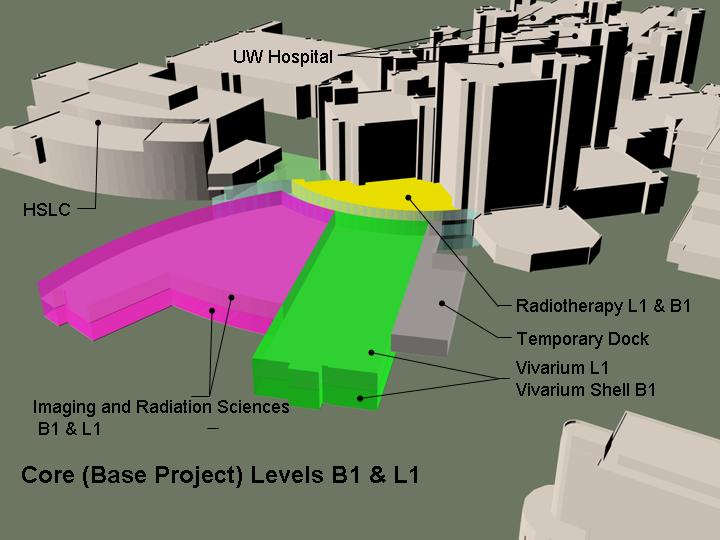 UW Hospital
HSLC
Radiotherapy L1 & B1
Temporary Dock
Vivarium L1
Vivarium Shell B1
Imaging and Radiation Sciences
B1 & L1
Core (Base Project) Levels B1 & L1